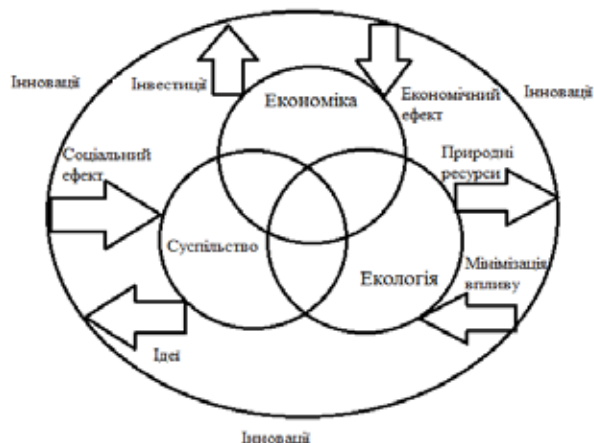 Інновації
Інвестиції
Економіка
Економічний
ефект
Інновації
Соціальний
ефект
Природні
ресурси
Суспільство
Екологія
Мінімізація
впливу
Ідеї
Інновації